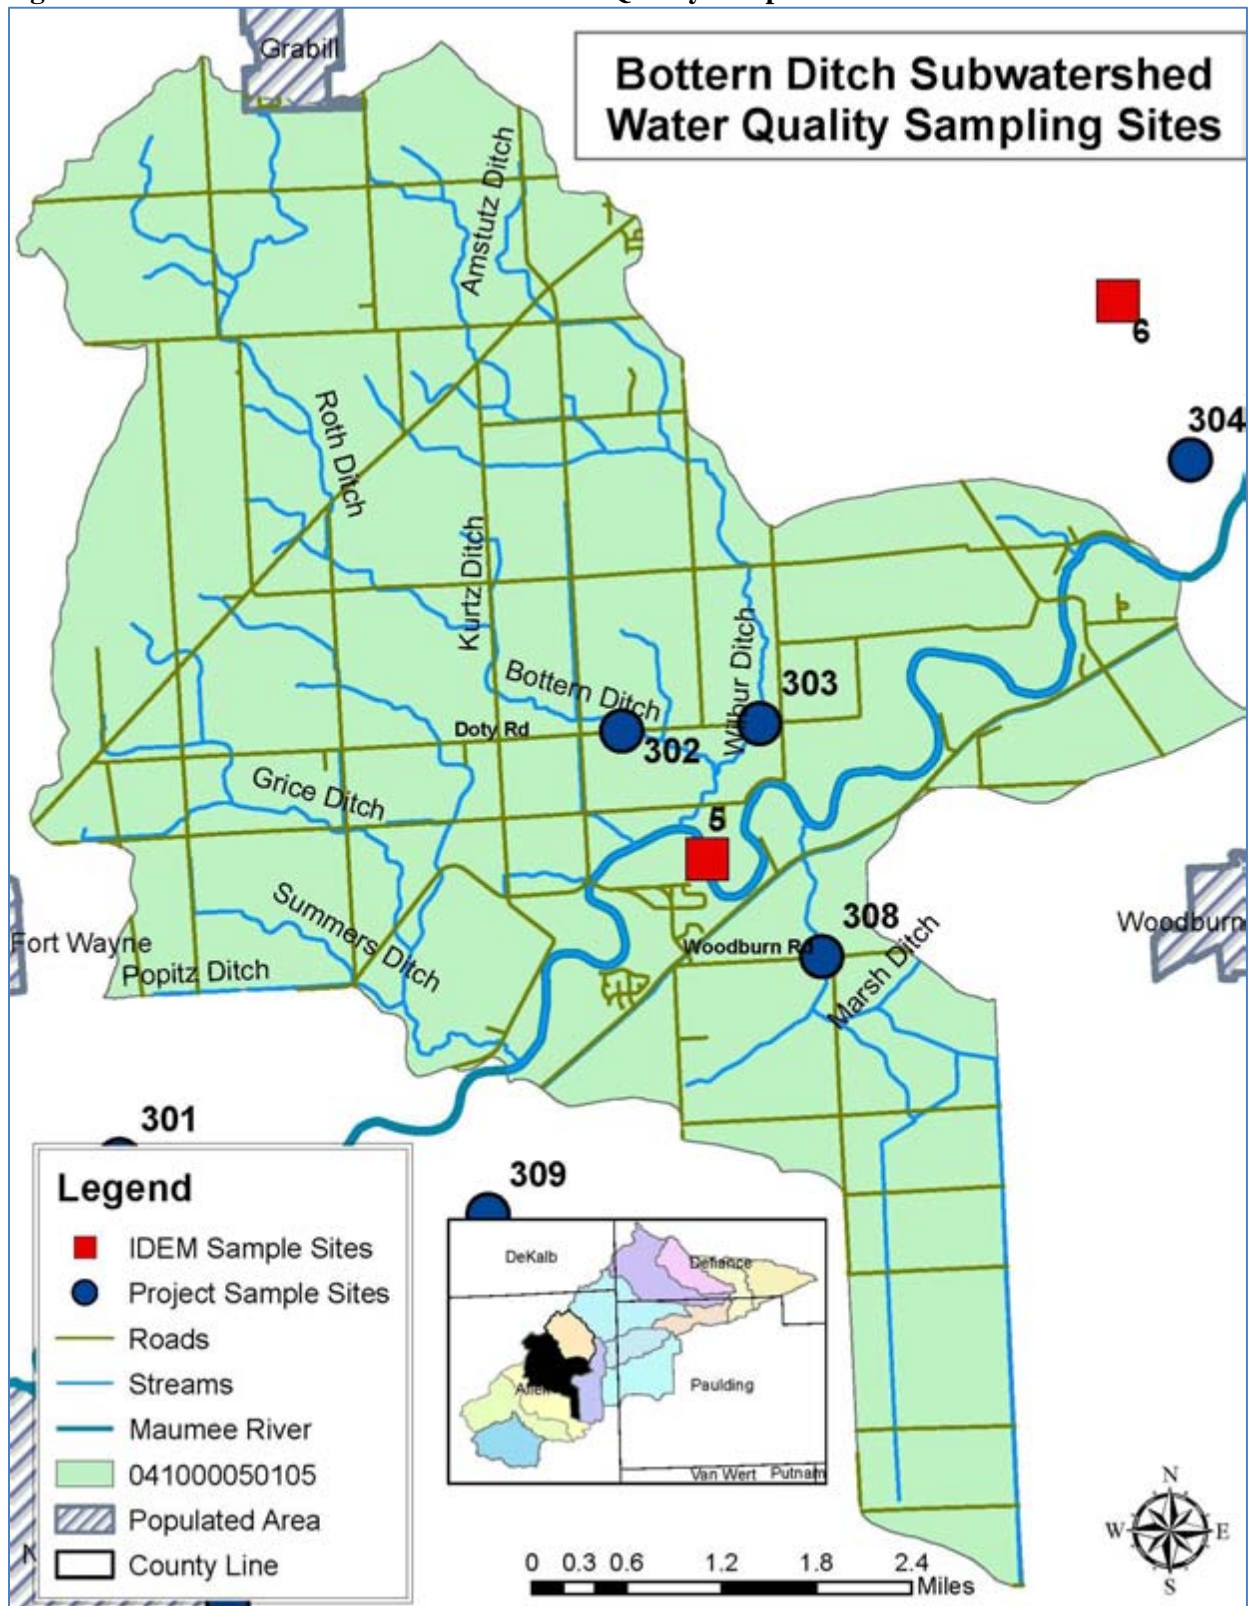 Grabill
Bottern Ditch Subwatershed
Water Quality Sampling Sites
Amstutz Ditch
6
304
Roth Ditch
Kurtz Ditch
Wilbur Ditch
Bottern Ditch
303
Doty Rd
302
Grice Ditch
5
Summers Ditch
308
Woodburn
Fort Wayne
Woodburn Rd
Popitz Ditch
Marsh Ditch
301
309
Legend
IDEM Sample Sites
Project Sample Sites
Roads
Streams
Maumee River
041000050105
Populated Area
County Line
DeKalb
Defiance
Allen
Paulding
Van Wert Putnam
N
W E
S
0 0.3 0.6 1.2 1.8 2.4
Miles